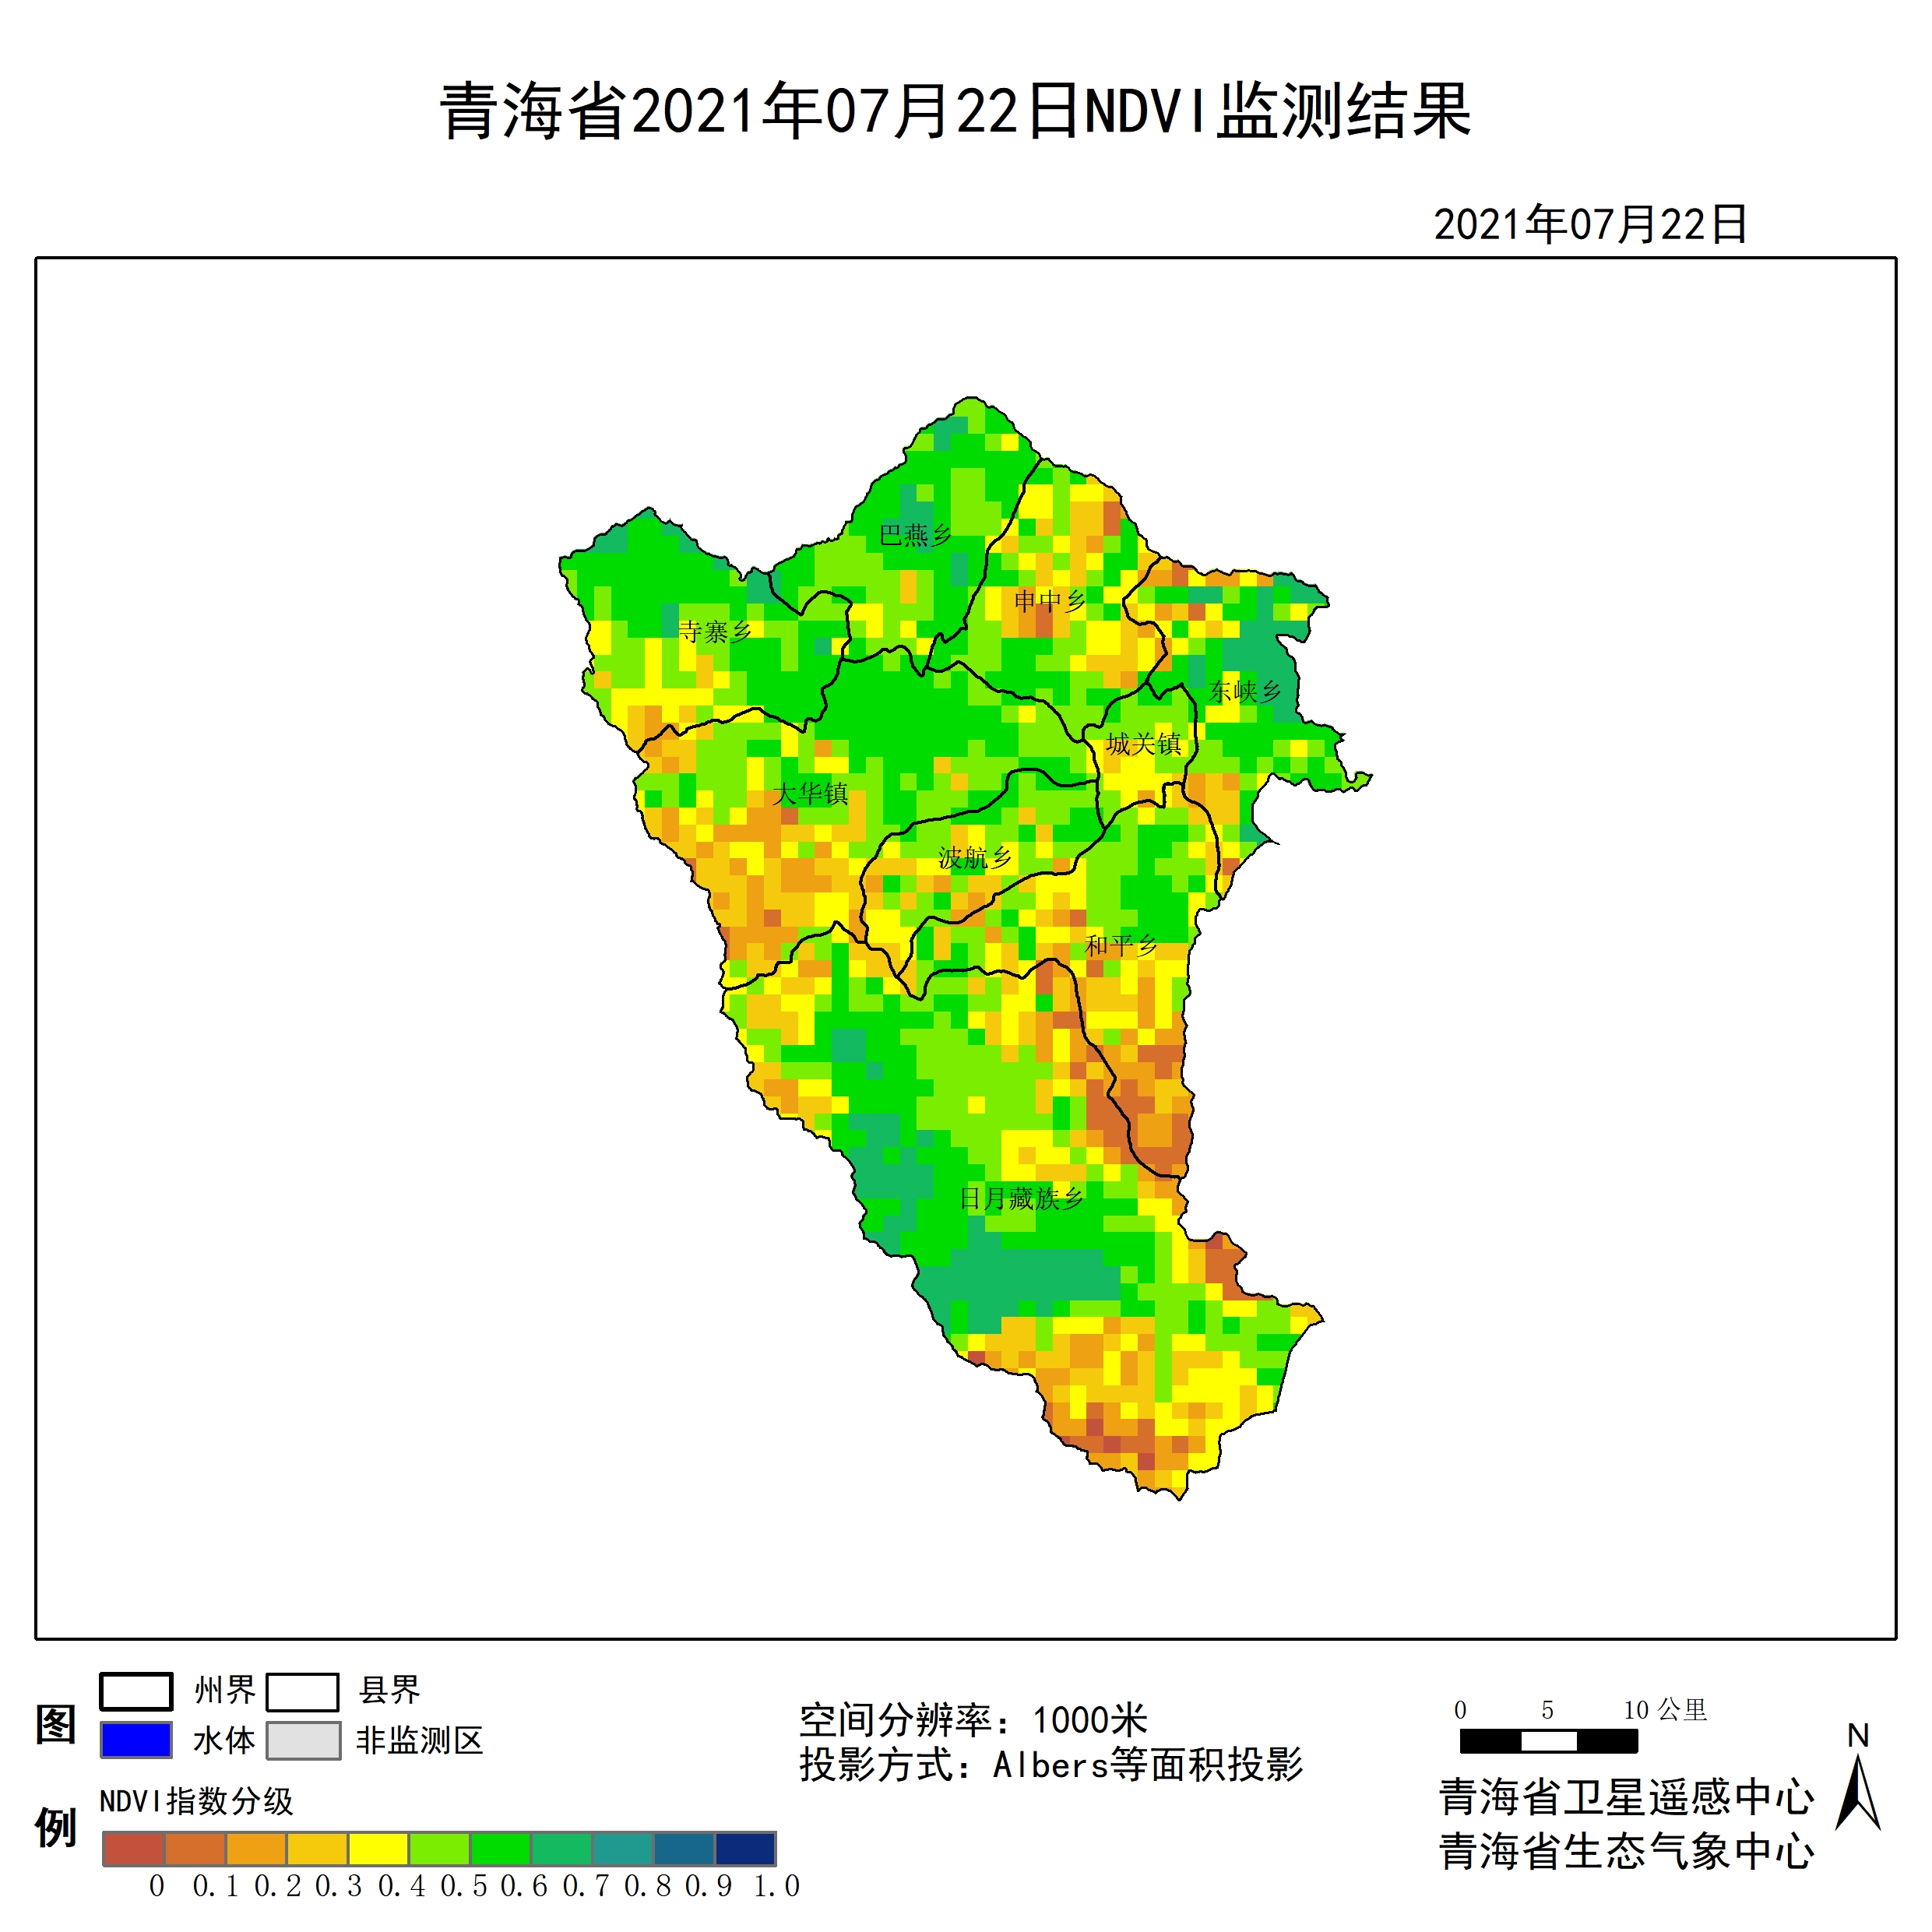 青海省2021年07月22日NDVI监测结果
2021年07月22日
巴燕乡
申中乡
寺寨乡
东峡乡
城关镇
大华镇
波航乡
和平乡
日月藏族乡
图例
州界 县界
水体 非监测区
NDVI指数分级
0 0.1 0.2 0.3 0.4 0.5 0.6 0.7 0.8 0.9 1.0
空间分辨率：1000米
投影方式：Albers等面积投影
0 5 10 公里
N
青海省卫星遥感中心
青海省生态气象中心